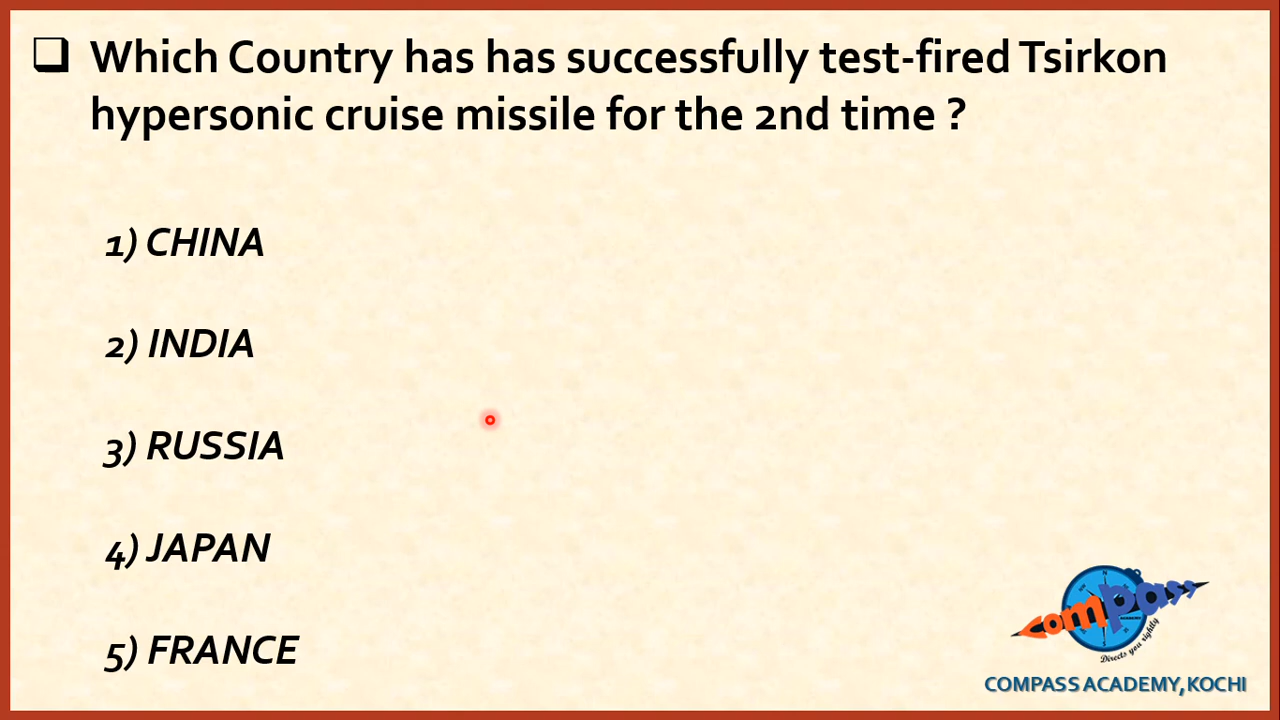 Which Country has has successfully test-fired Tsirkon
hypersonic cruise missile for the 2nd time ?
1) CHINA
2) INDIA
3) RUSSIA
4) JAPAN
5) FRANCE
compass
Directs you rightly
COMPASS ACADEMY, KOCHI